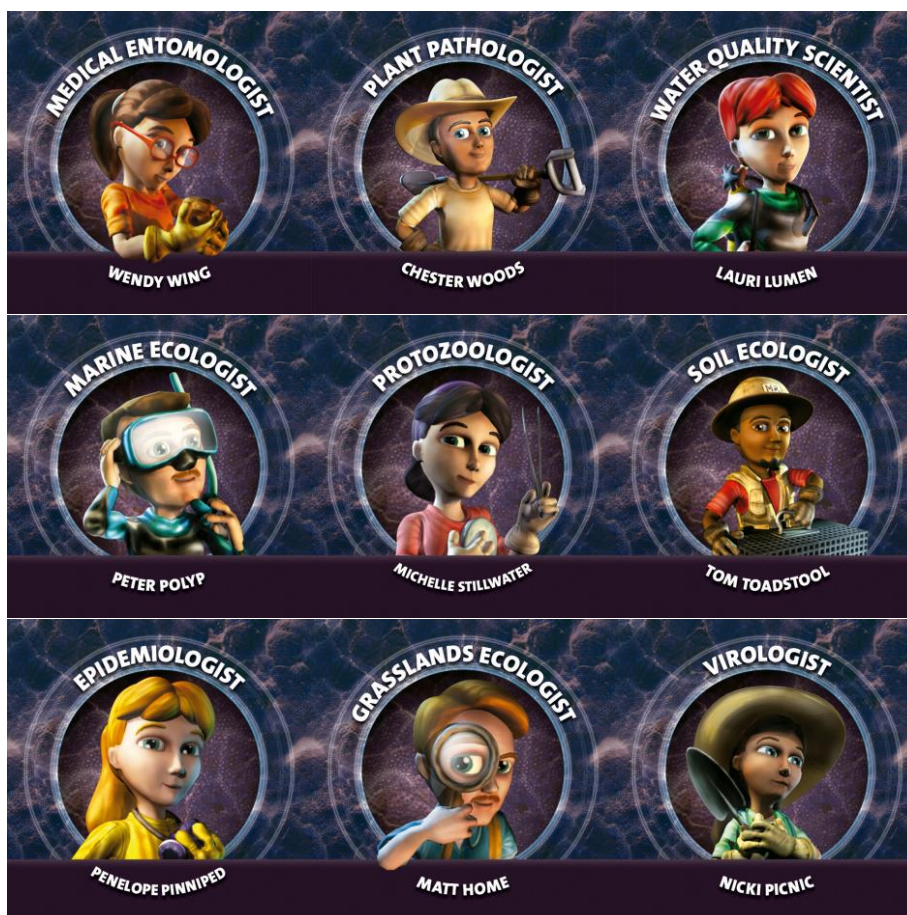 MEDICAL ENTOMOLOGIST
WENDY WING
PLANT PATHOLOGIST
CHESTER WOODS
WATER QUALITY SCIENTIST
LAURI LUMEN
MARINE ECOLOGIST
PETER POLYP
PROTOZOOLOGIST
MICHELLE STILLWATER
SOIL ECOLOGIST
TOM TOADSTOOL
EPIDEMIOLOGIST
PENELOPE PINNIPED
GRASSLANDS ECOLOGIST
MATT HOME
VIROLOGIST
NICKI PICNIC